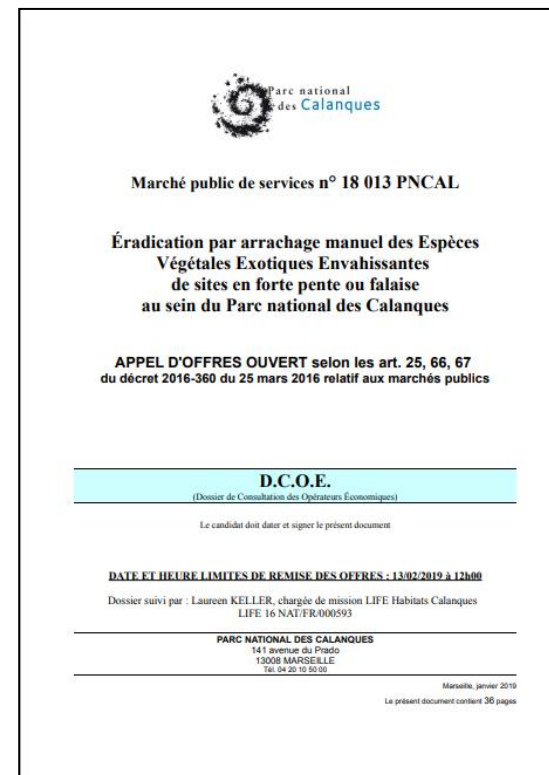 Parc national
des Calanques
Marché public de services n° 18 013 PNCAL
Éradication par arrachage manuel des Espèces
Végétales Exotiques Envahissantes
de sites en forte pente ou falaise
au sein du Parc national des Calanques
APPEL D'OFFRES OUVERT selon les art. 25, 66, 67
du décret 2016-360 du 25 mars 2016 relatif aux marchés publics
D.C.O.E.
(Dossier de Consultation des Opérateurs Économiques)
Le candidat doit dater et signer le présent document
DATE ET HEURE LIMITES DE REMISE DES OFFRES : 13/02/2019 à 12h00
Dossier suivi par : Laureen KELLER, chargée de mission LIFE Habitats Calanques
LIFE 16 NAT/FR/000593
PARC NATIONAL DES CALANQUES
141 avenue du Prado
13008 MARSEILLE
Tél. 04 20 10 50 00
Marseille, janvier 2019
Le présent document contient 36 pages